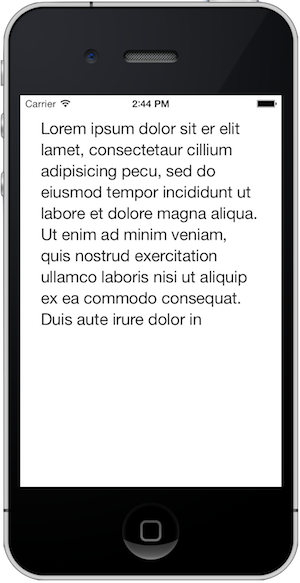 Carrier 2:44 PM
Lorem ipsum dolor sit er elit
lamet, consectetaur cillium
adipisicing pecu, sed do
eiusmod tempor incididunt ut
labore et dolore magna aliqua.
Ut enim ad minim veniam,
quis nostrud exercitation
ullamco laboris nisi ut aliquip
ex ea commodo consequat.
Duis aute irure dolor in